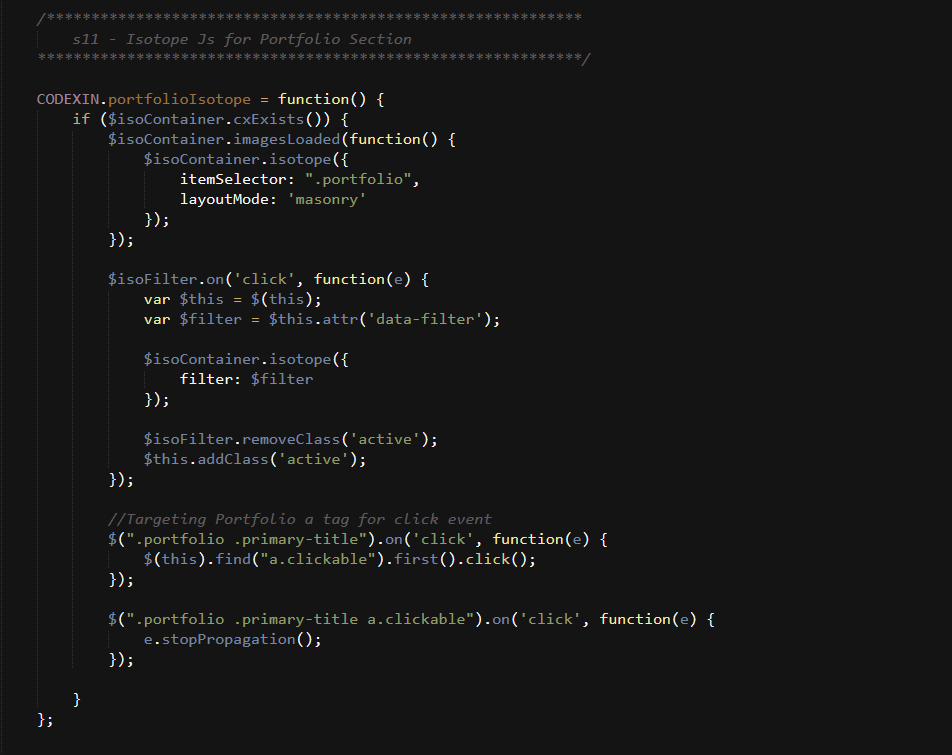 /************************************************************
    s11 - Isotope Js for Portfolio Section
*************************************************************/
CODEXIN.portfolioIsotope = function() {
    if ($isoContainer.cxExists()) {
        $isoContainer.imagesLoaded(function() {
            $isoContainer.isotope({
                itemSelector: ".portfolio",
                layoutMode: 'masonry'
            });
        });
        $isoFilter.on('click', function(e) {
            var $this = $(this);
            var $filter = $this.attr('data-filter');
            $isoContainer.isotope({
                filter: $filter
            });
            $isoFilter.removeClass('active');
            $this.addClass('active');
        });
        //Targeting Portfolio a tag for click event
        $(".portfolio .primary-title").on('click', function(e) {
            $(this).find("a.clickable").first().click();
        });
        $(".portfolio .primary-title a.clickable").on('click', function(e) {
            e.stopPropagation();
        });
    }
};